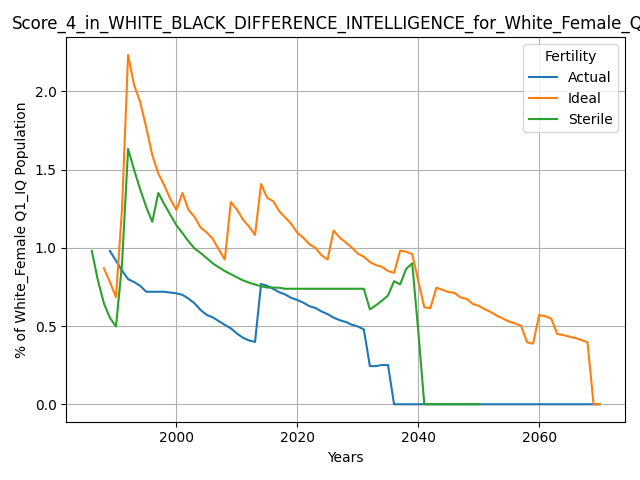 Score_4_in_WHITE_BLACK_DIFFERENCE_INTELLIGENCE_for_White_Female_Q
Fertility
Actual
Ideal
Sterile
% of White_Female Q1_IQ Population
2.0
1.5
1.0
0.5
0.0
2000
2020
2040
2060
Years